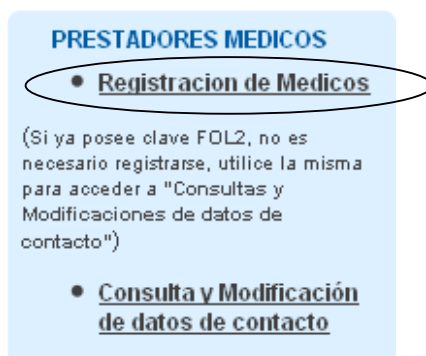 PRESTADORES MEDICOS
• Registracion de Medicos
(Si ya posee clave FOL2, no es
necesario registrarse, utilice la misma
para acceder a "Consultas y
Modificaciones de datos de
contacto")
• Consulta y Modificación
de datos de contacto